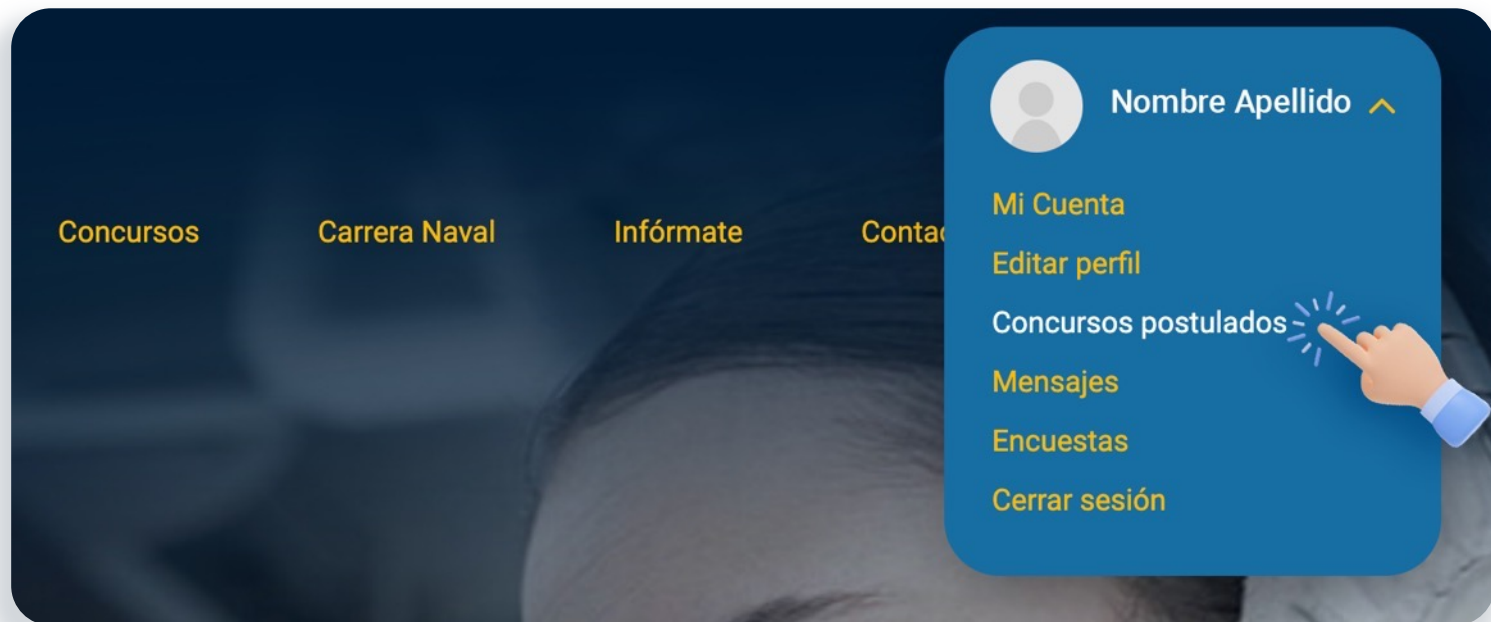 Nombre Apellido
Concursos Carrera Naval Infórmate
Mi Cuenta
Editar perfil
Concursos postulados
Mensajes
Encuestas
Cerrar sesión